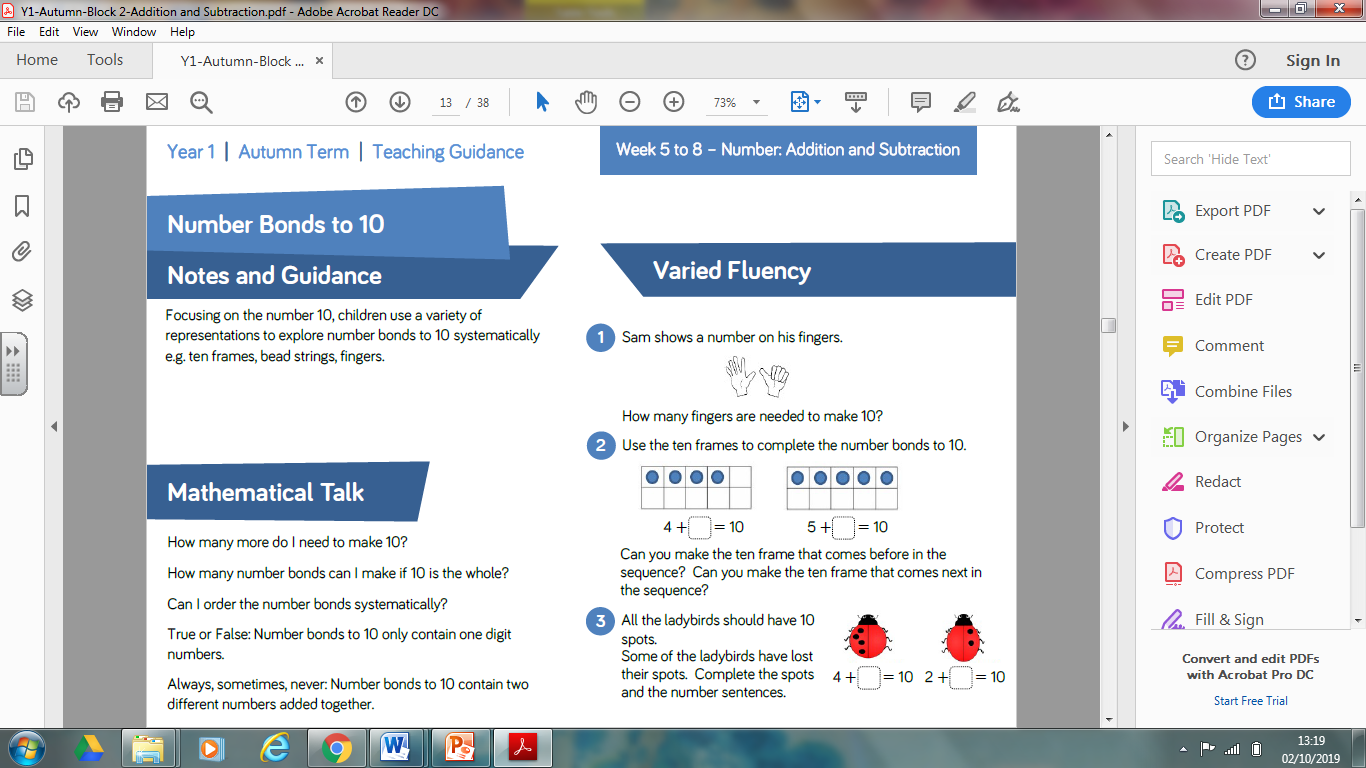 Y1-Autumn-Block 2-Addition and Subtraction.pdf - Adobe Acrobat Reader DC
File Edit View Window Help
Home Tools Y1-Autumn-Block ... × ? Sign In
13 / 38 73% Share
Year 1 | Autumn Term | Teaching Guidance
Week 5 to 8 – Number: Addition and Subtraction
Number Bonds to 10
Notes and Guidance
Focusing on the number 10, children use a variety of
representations to explore number bonds to 10 systematically
e.g. ten frames, bead strings, fingers.
Mathematical Talk
How many more do I need to make 10?
How many number bonds can I make if 10 is the whole?
Can I order the number bonds systematically?
True or False: Number bonds to 10 only contain one digit
numbers.
Always, sometimes, never: Number bonds to 10 contain two
different numbers added together.
Varied Fluency
1 Sam shows a number on his fingers.
How many fingers are needed to make 10?
2 Use the ten frames to complete the number bonds to 10.
4 + = 10 5 + = 10
Can you make the ten frame that comes before in the
sequence? Can you make the ten frame that comes next in
the sequence?
3 All the ladybirds should have 10
spots.
Some of the ladybirds have lost
their spots. Complete the spots
and the number sentences.
4 + = 10 2 + = 10
Search 'Hide Text'
Export PDF
Create PDF
Edit PDF
Comment
Combine Files
Organize Pages
Redact
Protect
Compress PDF
Fill & Sign
Convert and edit PDFs
with Acrobat Pro DC
Start Free Trial
13:19
02/10/2019